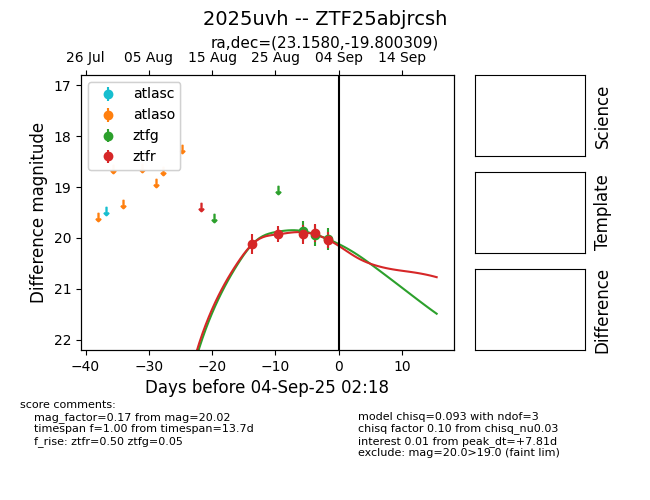 2025uvh -- ZTF25abjrcsh
ra,dec=(23.1580,-19.800309)
26 Jul 05 Aug 15 Aug 25 Aug 04 Sep 14 Sep
17
18
19
20
21
22
Difference magnitude
atlasc
atlaso
ztfg
ztfr
−40 −30 −20 −10 0 10
Days before 04-Sep-25 02:18
Science
Template
Difference
score comments:
mag_factor=0.17 from mag=20.02
timespan f=1.00 from timespan=13.7d
f_rise: ztfr=0.50 ztfg=0.05
model chisq=0.093 with ndof=3
chisq factor 0.10 from chisq_nu0.03
interest 0.01 from peak_dt=+7.81d
exclude: mag=20.0>19.0 (faint lim)